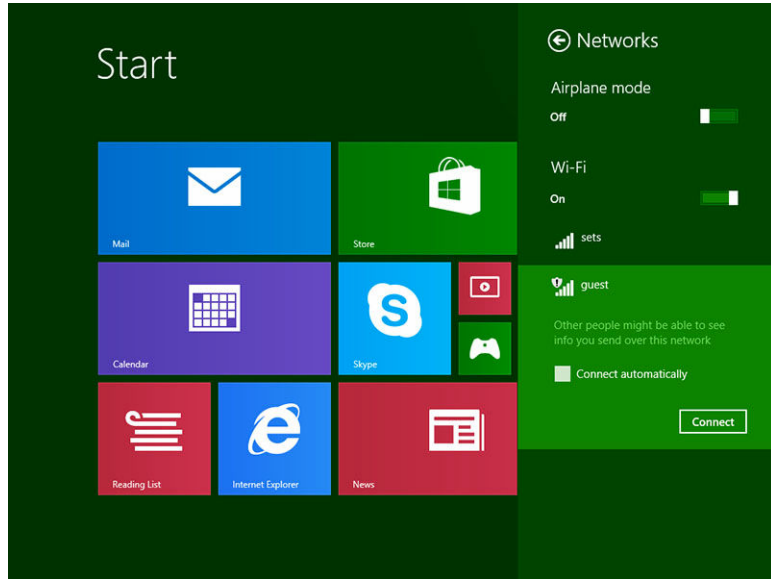 Start
Mail
Store
Calendar
Skype
Reading List
Internet Explorer
News
Networks
Airplane mode
Off
Wi-Fi
On
sets
guest
Other people might be able to see
info you send over this network
Connect automatically
Connect